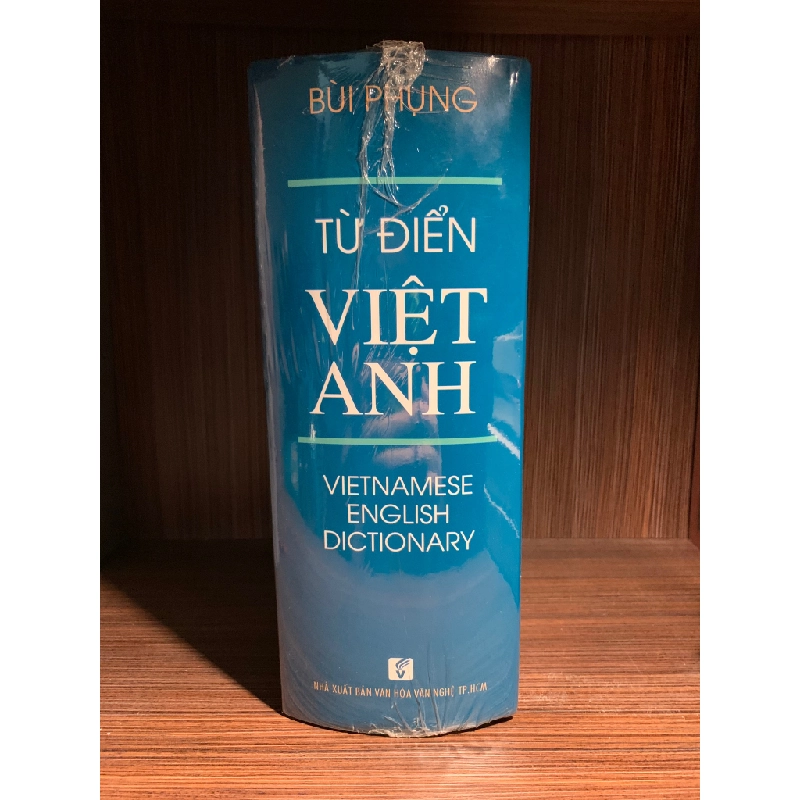 BÙI PHỤNG
TỪ ĐIỂN
VIỆT
ANH
VIETNAMESE
ENGLISH
DICTIONARY
NHÀ XUẤT BẢN VĂN HÓA VĂN NGHỆ TP.HCM